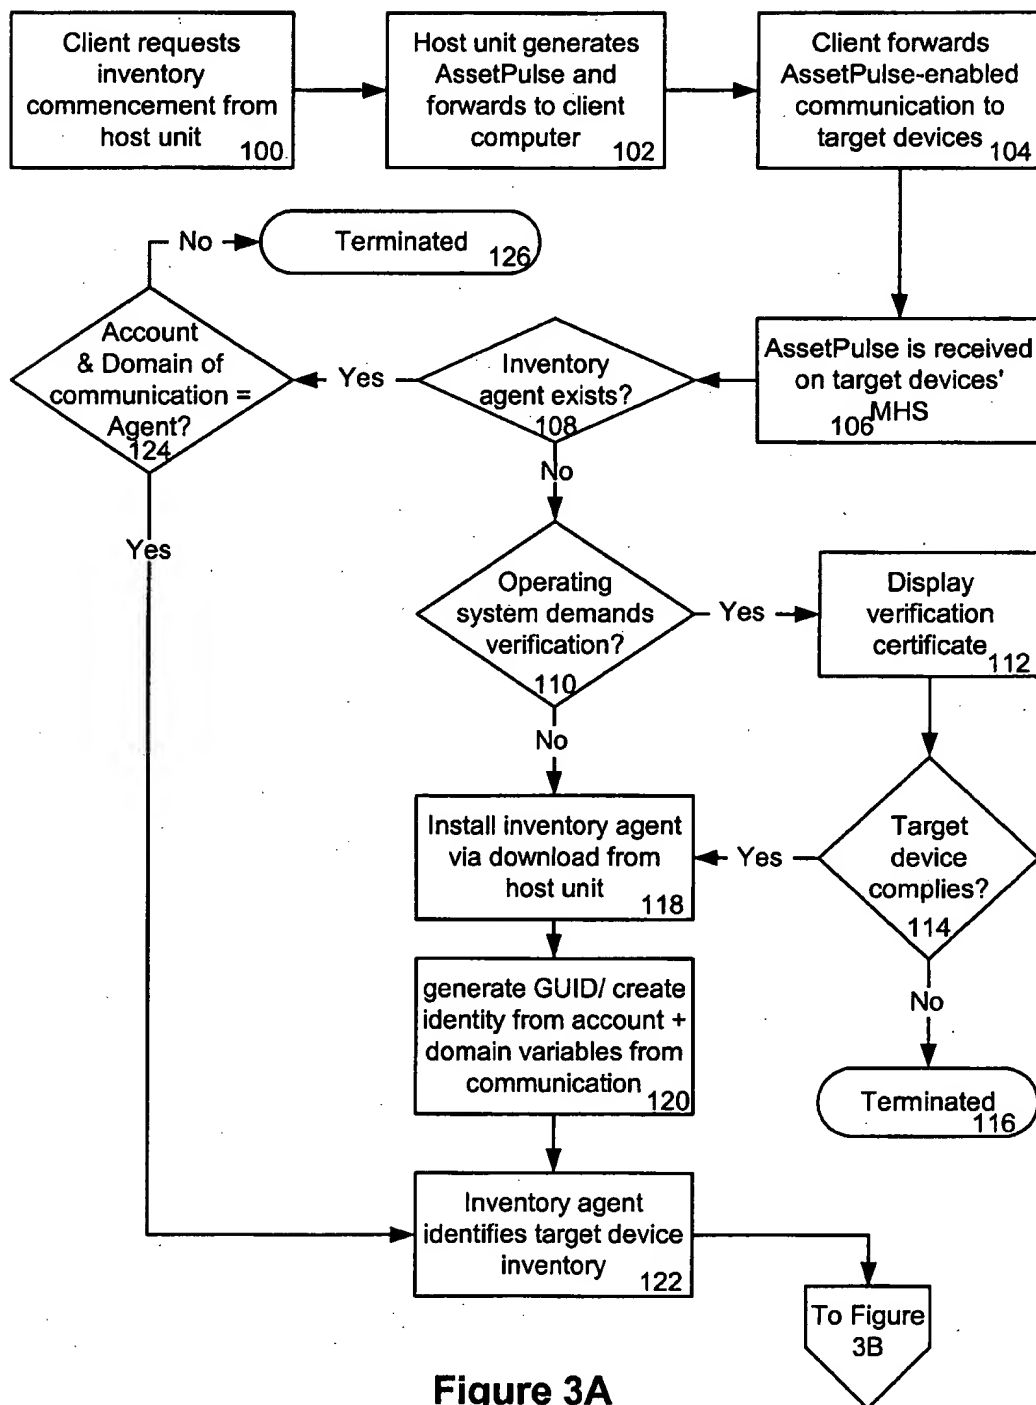 Client requests
inventory
commencement from
host unit
100
Host unit generates
AssetPulse and
forwards to client
computer
102
Client forwards
AssetPulse-enabled
communication to
target devices
104
No
Terminated
126
Account
& Domain of
communication =
Agent?
124
Yes
Inventory
agent exists?
108
AssetPulse is received
on target devices'
MHS
106
No
Yes
Operating
system demands
verification?
110
Yes
Display
verification
certificate
112
No
Install inventory agent
via download from
host unit
118
Yes
Target
device
complies?
114
generate GUID/ create
identity from account +
domain variables from
communication
120
No
Terminated
116
Inventory agent
identifies target device
inventory
122
To Figure
3B
Figure 3A